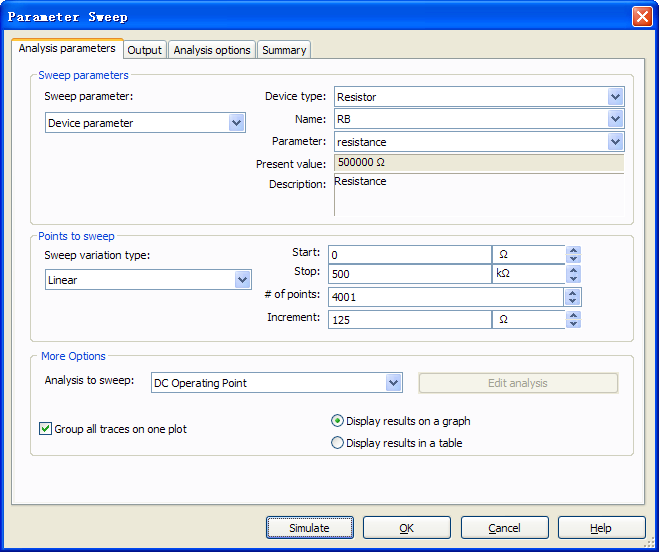 Parameter Sweep
Analysis parameters Output Analysis options Summary
Sweep parameters
Sweep parameter: Device type: Resistor
Device parameter Name: RB
Parameter: resistance
Present value: 500000 Ω
Description: Resistance
Points to sweep
Sweep variation type: Start: 0 Ω
Linear Stop: 500 kΩ
# of points: 4001
Increment: 125 Ω
More Options
Analysis to sweep: DC Operating Point Edit analysis
Group all traces on one plot Display results on a graph
Display results in a table
Simulate OK Cancel Help